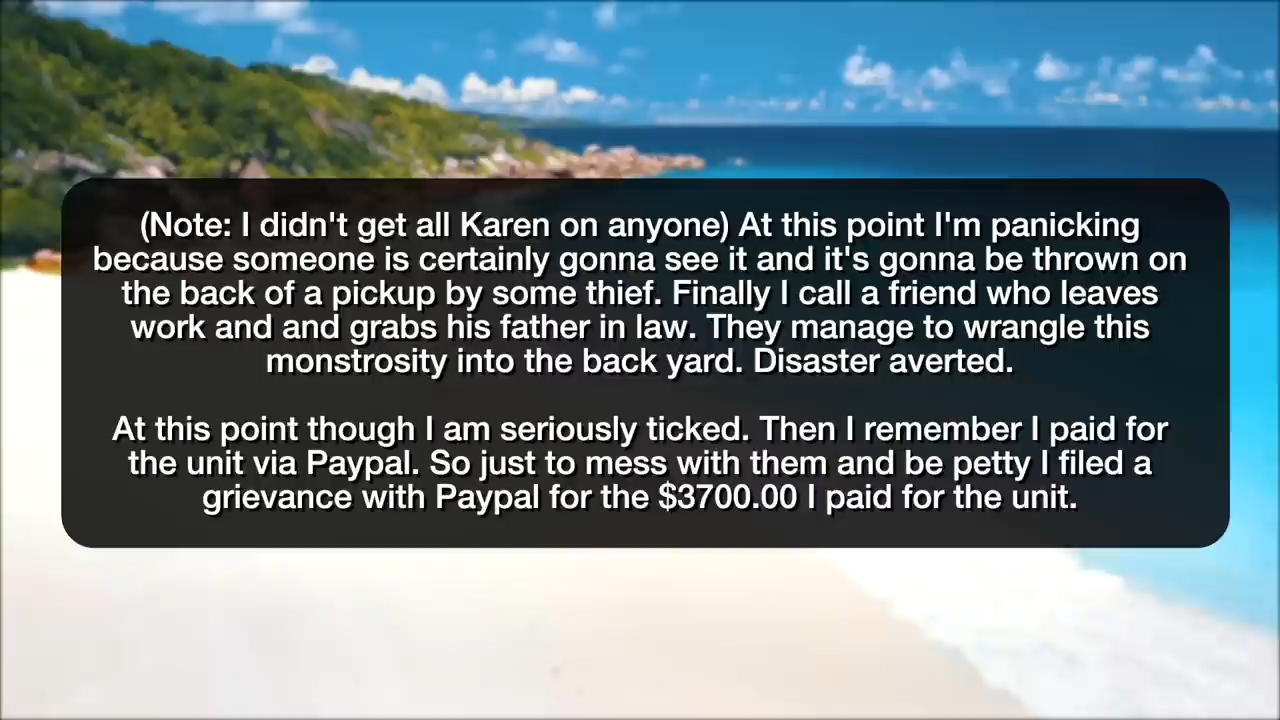 (Note: I didn't get all Karen on anyone) At this point I'm panicking
because someone is certainly gonna see it and it's gonna be thrown on
the back of a pickup by some thief. Finally I call a friend who leaves
work and and grabs his father in law. They manage to wrangle this
monstrosity into the back yard. Disaster averted.
At this point though I am seriously ticked. Then I remember I paid for
the unit via Paypal. So just to mess with them and be petty I filed a
grievance with Paypal for the $3700.00 I paid for the unit.